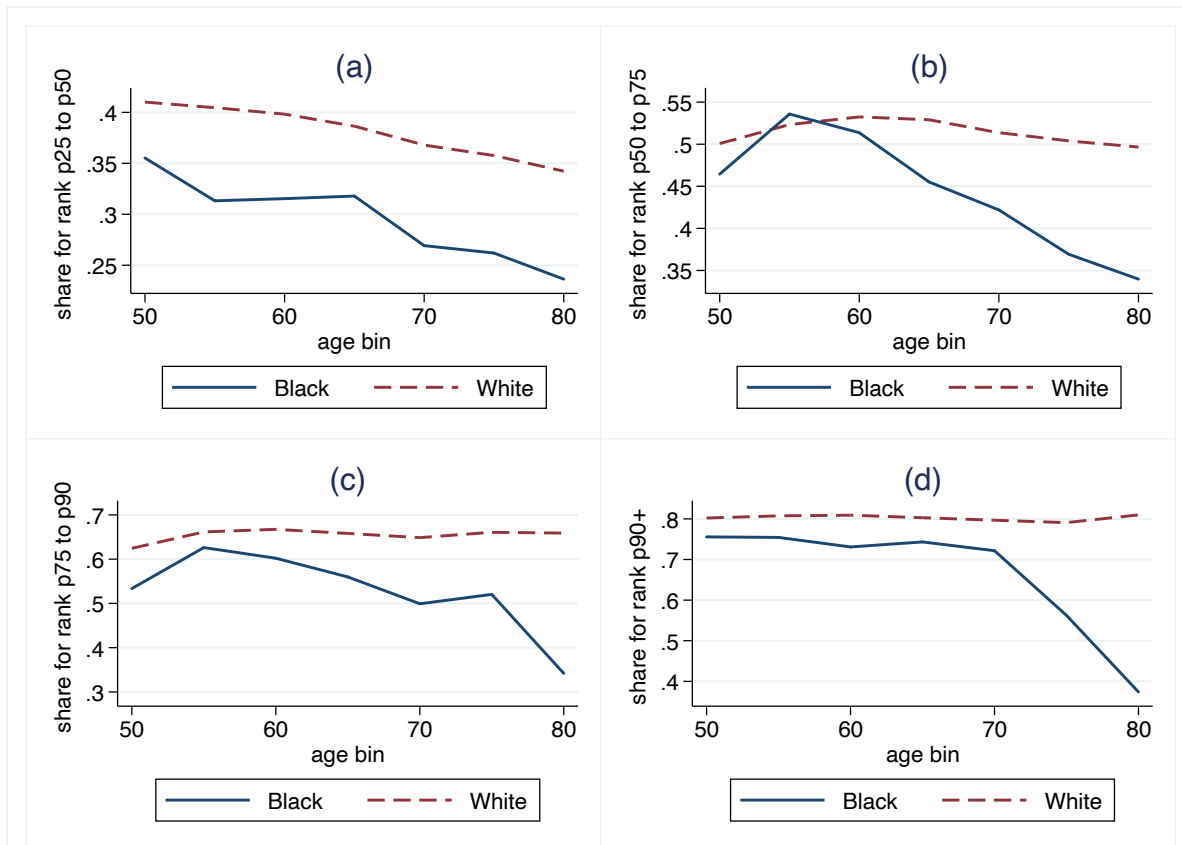 (a)
share for rank p25 to p50
.4
.35
.3
.25
50 60 70 80
age bin
Black White
(b)
share for rank p50 to p75
.55
.5
.45
.4
.35
50 60 70 80
age bin
Black White
(c)
share for rank p75 to p90
.7
.6
.5
.4
.3
50 60 70 80
age bin
Black White
(d)
share for rank p90+
.8
.7
.6
.5
.4
50 60 70 80
age bin
Black White